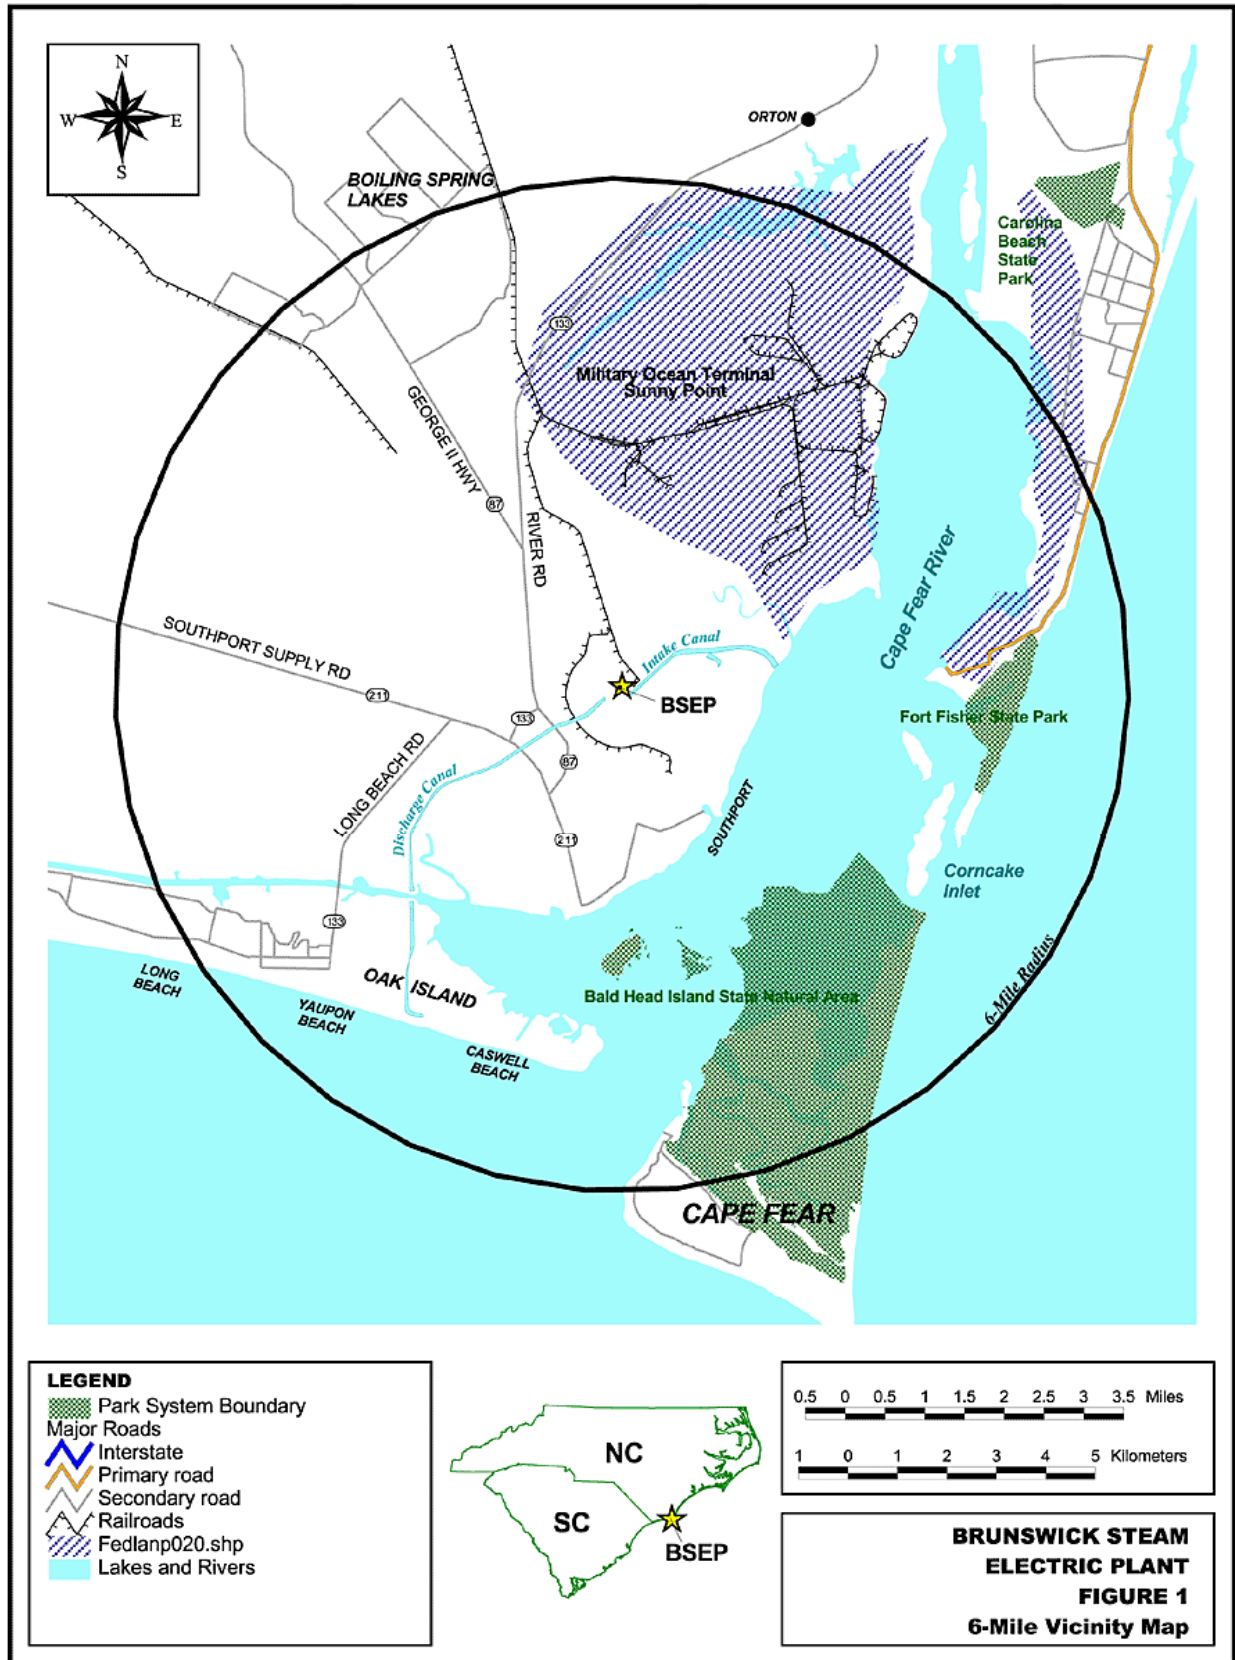 N
W E
S
ORTON
BOILING SPRING
LAKES
Carolina
Beach
State
Park
133
Military Ocean Terminal
Sunny Point
GEORGE II HWY
87
RIVER RD
Cape Fear River
SOUTHPORT SUPPLY RD
211
Intake Canal
BSEP
133
Fort Fisher State Park
LONG BEACH RD
87
Discharge Canal
SOUTHPORT
211
Corncake
Inlet
133
6-Mile Radius
LONG
BEACH
OAK ISLAND
Bald Head Island State Natural Area
YAUPON
BEACH
CASWELL
BEACH
CAPE FEAR
LEGEND
Park System Boundary
Major Roads
Interstate
Primary road
Secondary road
Railroads
Fedlanp020.shp
Lakes and Rivers
NC
SC
BSEP
0.5 0 0.5 1 1.5 2 2.5 3 3.5 Miles
1 0 1 2 3 4 5 Kilometers
BRUNSWICK STEAM
ELECTRIC PLANT
FIGURE 1
6-Mile Vicinity Map